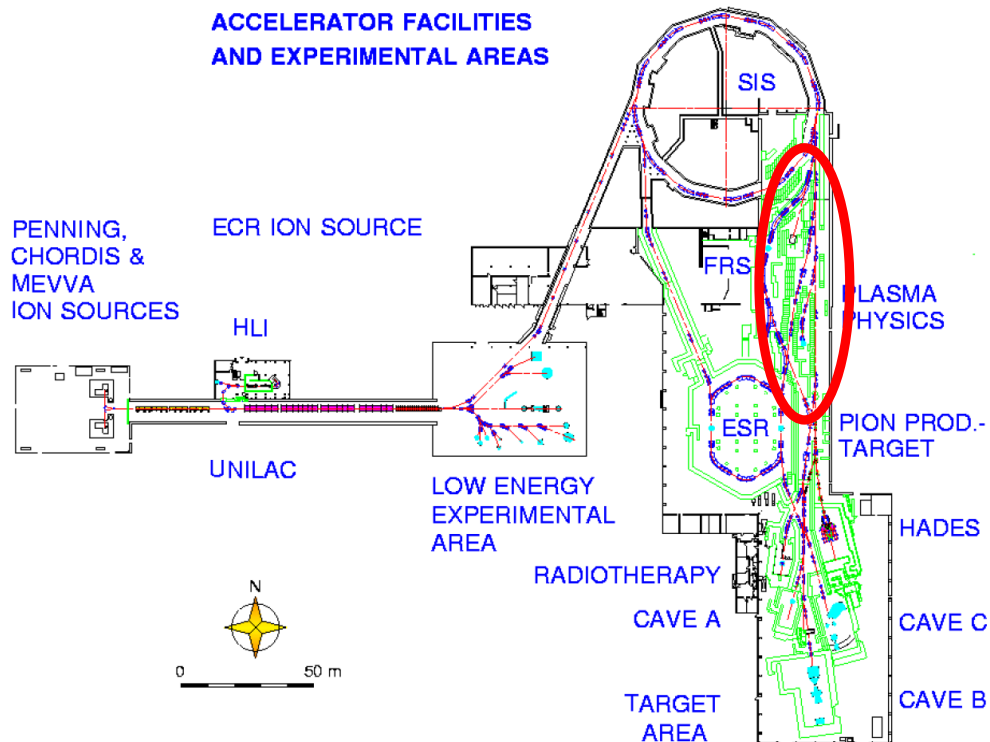 ACCELERATOR FACILITIES
AND EXPERIMENTAL AREAS
SIS
PENNING,
CHORDIS &
MEVVA
ION SOURCES
ECR ION SOURCE
HLI
FRS
PLASMA
PHYSICS
ESR
PION PROD.-
TARGET
UNILAC
LOW ENERGY
EXPERIMENTAL
AREA
HADES
RADIOTHERAPY
CAVE A
CAVE C
N
0 50 m
TARGET
AREA
CAVE B